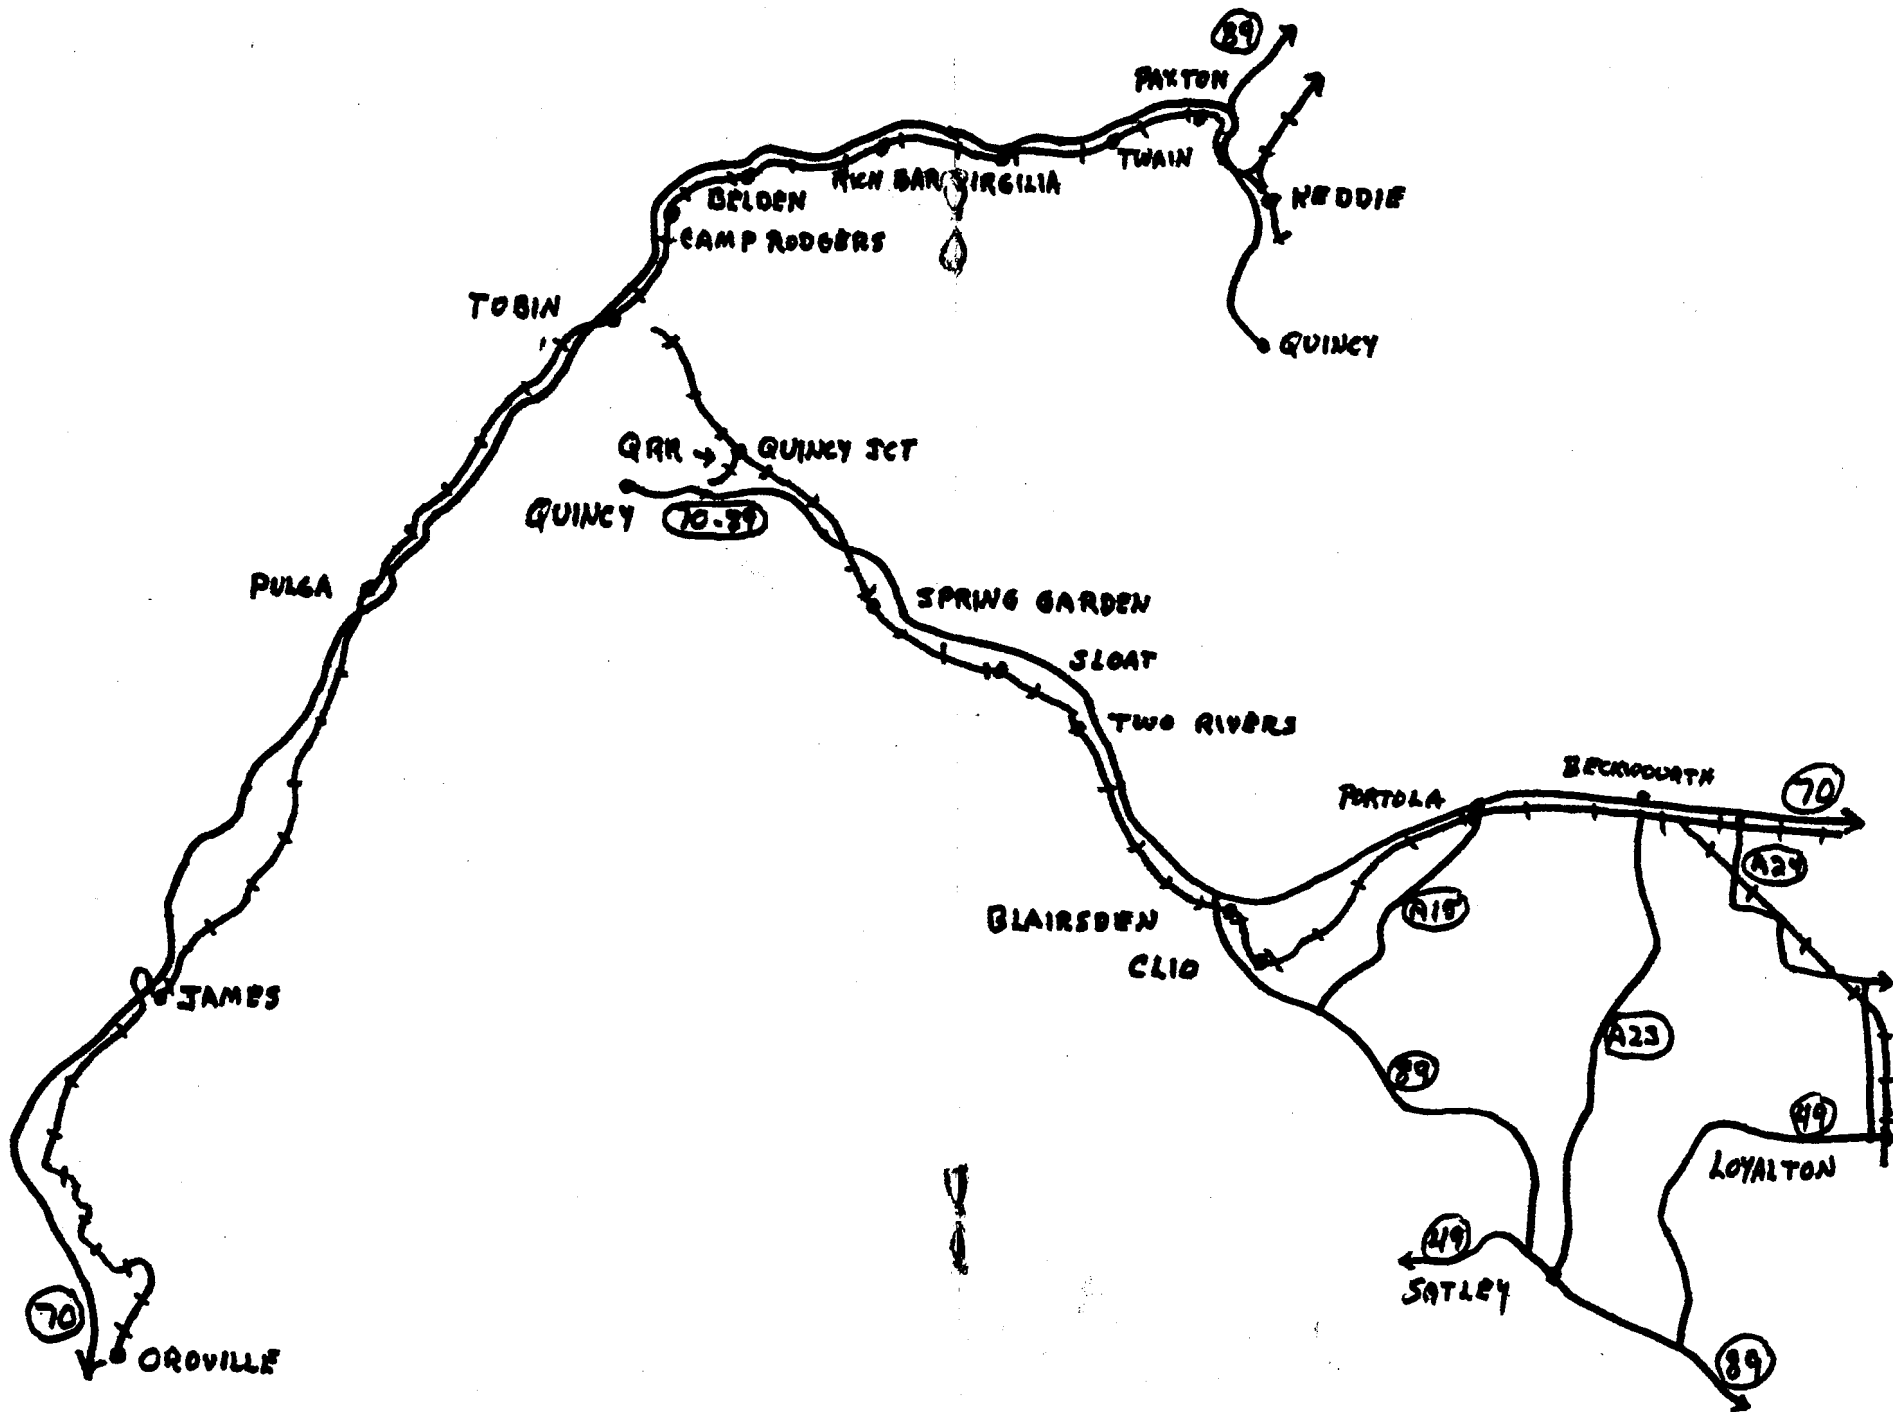 89
PAXTON
TWAIN
RICH BAR
VIRGILIA
BELDEN
KEDDIE
CAMP RODGERS
TOBIN
QUINCY
QRR →
QUINCY JCT
QUINCY
70-89
PULGA
SPRING GARDEN
SLOAT
TWO RIVERS
BECKWOURTH
PORTOLA
70
A24
A15
BLAIRSDEN
CLIO
JAMES
A23
89
49
LOYALTON
49
SATLEY
70
OROVILLE
89